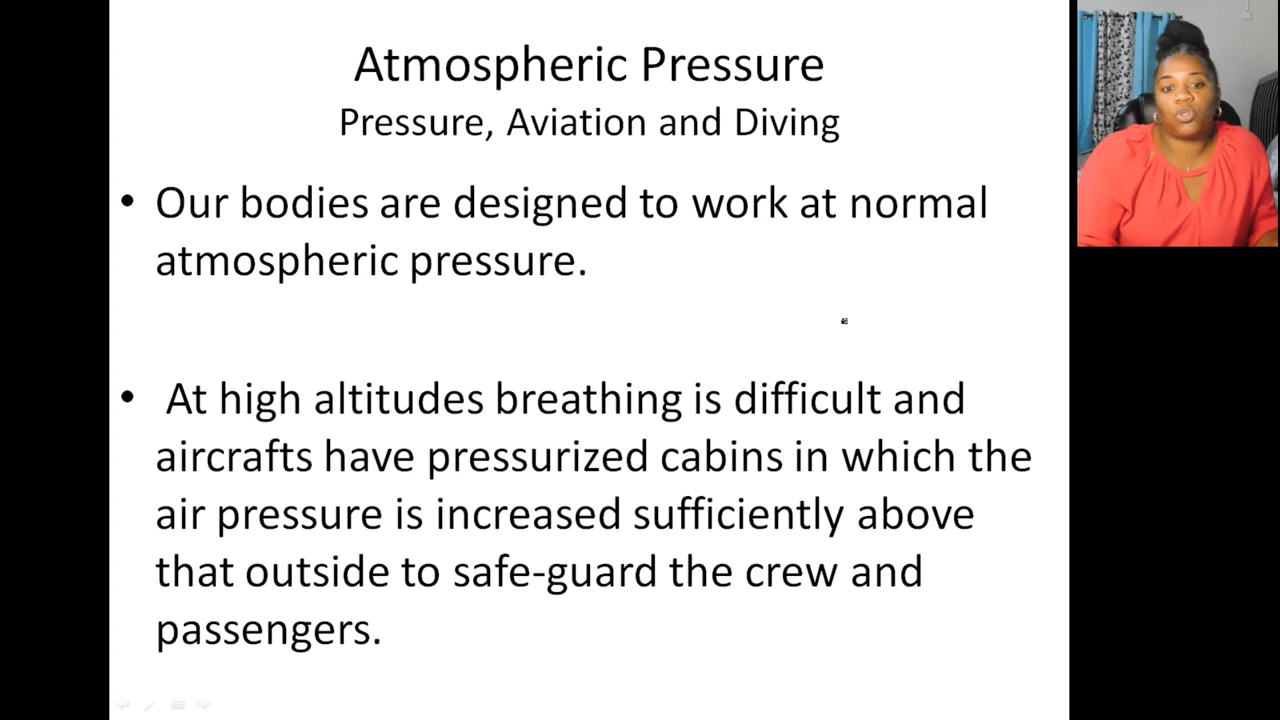 Atmospheric Pressure
Pressure, Aviation and Diving
• Our bodies are designed to work at normal
atmospheric pressure.
• At high altitudes breathing is difficult and
aircrafts have pressurized cabins in which the
air pressure is increased sufficiently above
that outside to safe-guard the crew and
passengers.